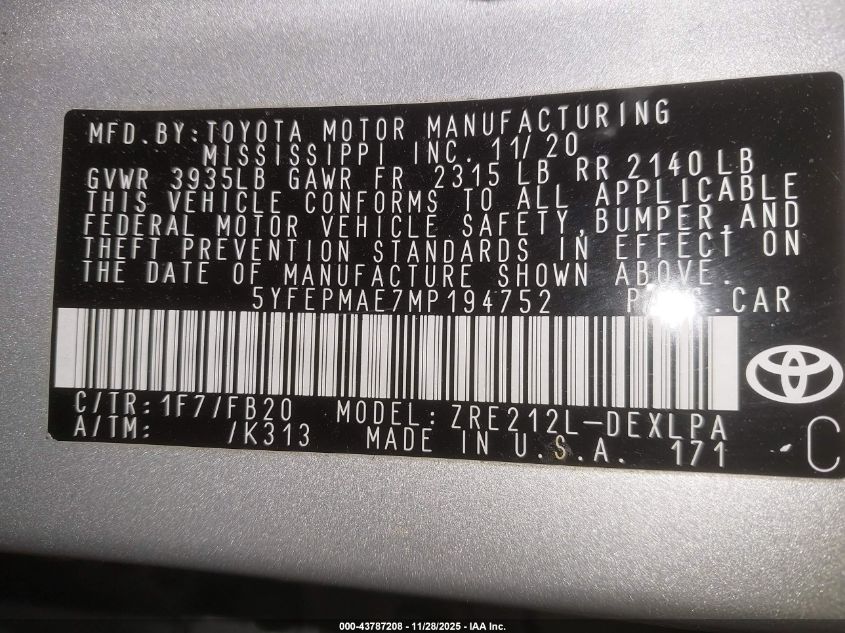 MFD.BY:TOYOTA MOTOR MANUFACTURING
MISSISSIPPI INC. 11/20
GVWR 3935LB GAWR FR 2315 LB RR 2140 LB
THIS VEHICLE CONFORMS TO ALL APPLICABLE
FEDERAL MOTOR VEHICLE SAFETY,BUMPER,AND
THEFT PREVENTION STANDARDS IN EFFECT ON
THE DATE OF MANUFACTURE SHOWN ABOVE.
5YFEPMAE7MP194752 CAR
C/TR:1F7/FB20 MODEL:ZRE212L-DEXLPA
A/TM: /K313 MADE IN U.S.A. 171
C
000-43787208 - 11/28/2025 - IAA Inc.